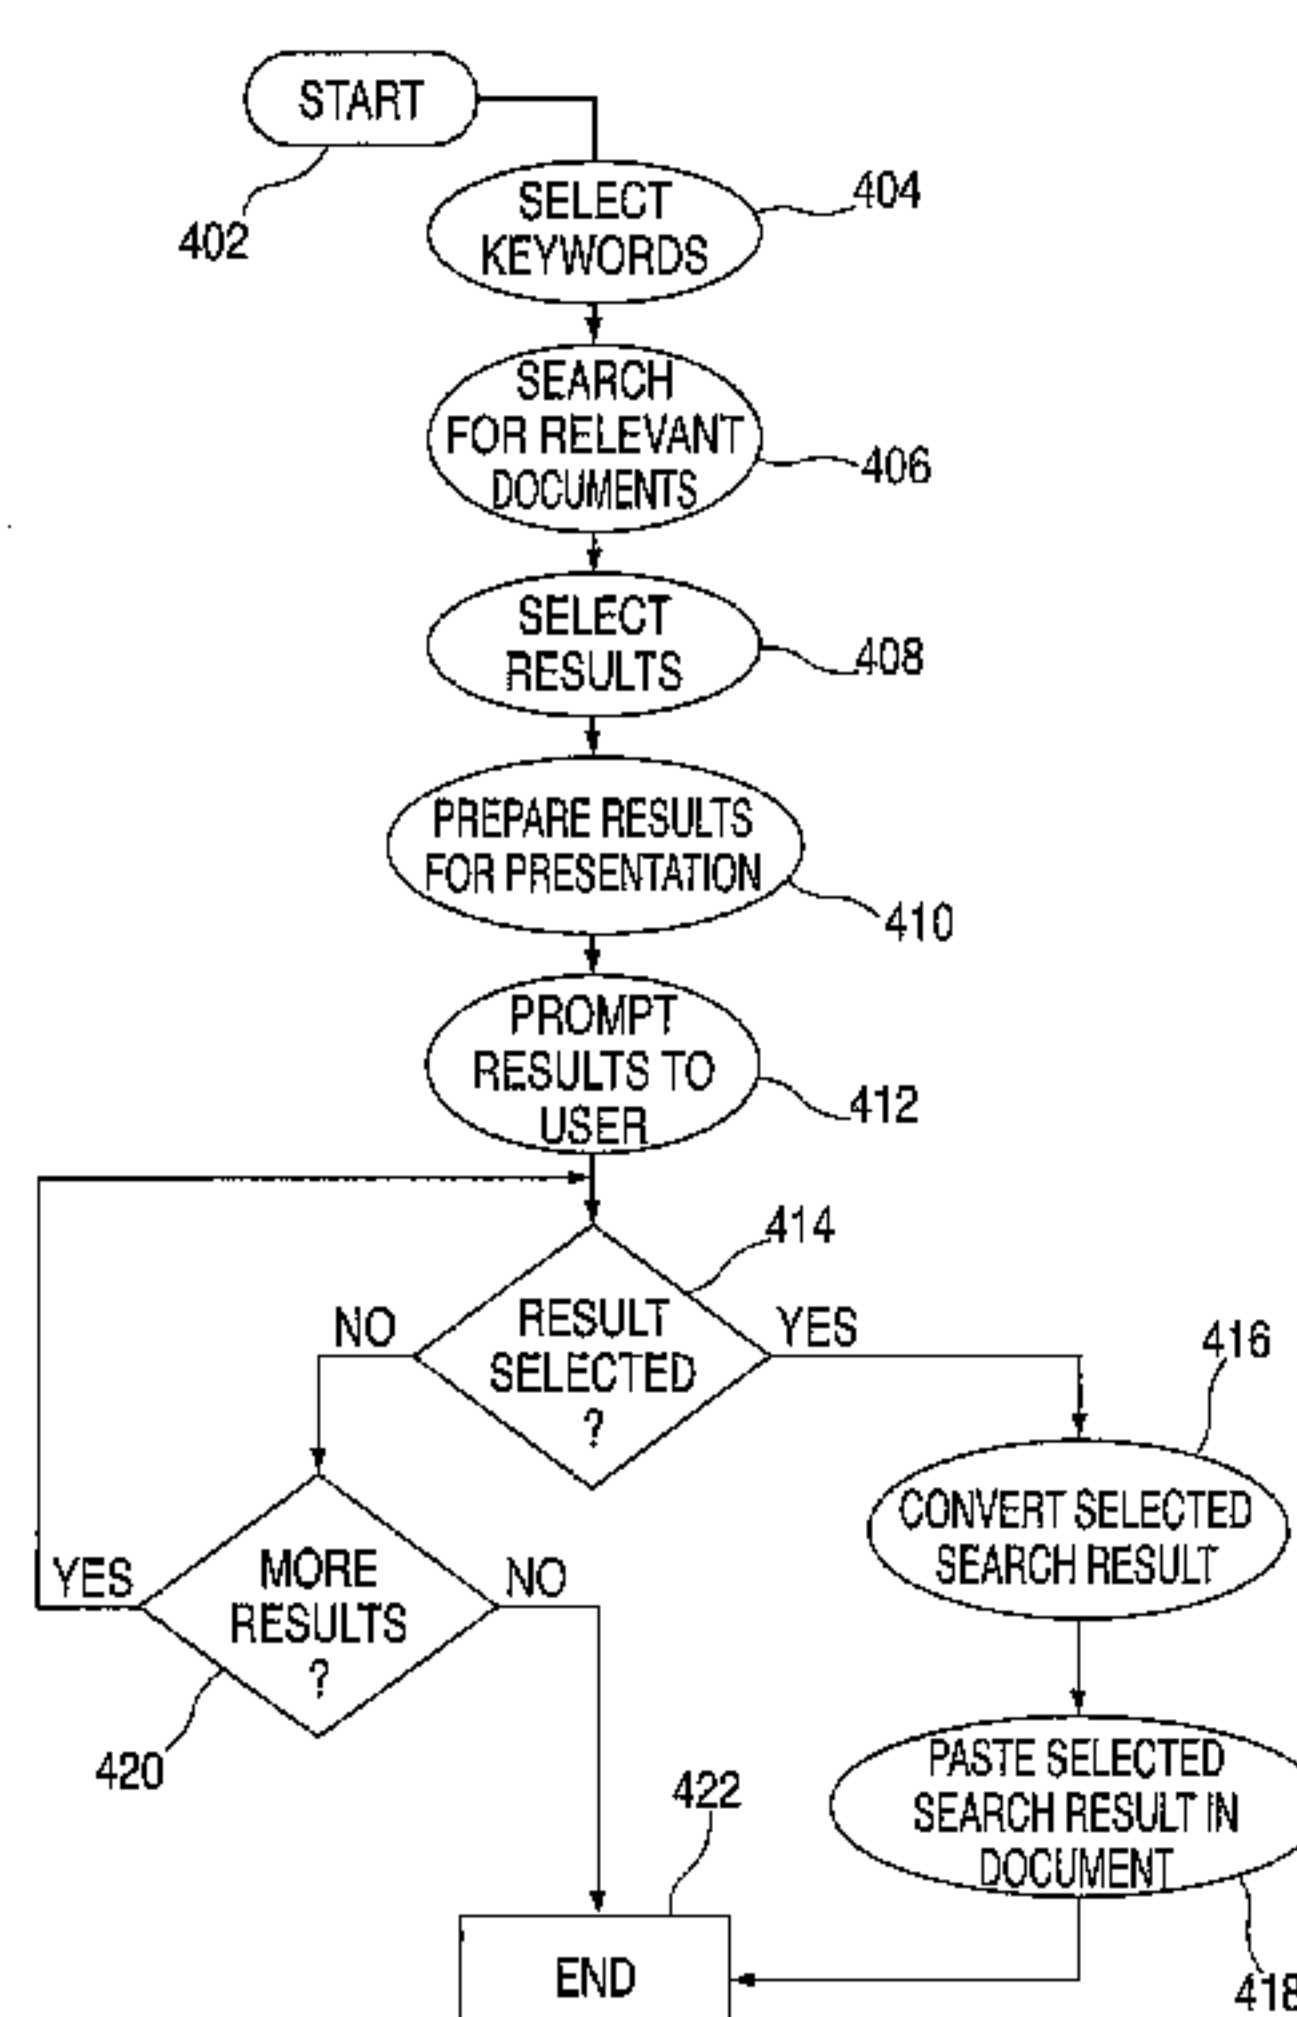 START
402
SELECT
KEYWORDS
404
SEARCH
FOR RELEVANT
DOCUMENTS
406
SELECT
RESULTS
408
PREPARE RESULTS
FOR PRESENTATION
410
PROMPT
RESULTS TO
USER
412
414
NO
RESULT
SELECTED
?
YES
416
CONVERT SELECTED
SEARCH RESULT
YES
MORE
RESULTS
?
NO
420
PASTE SELECTED
SEARCH RESULT IN
DOCUMENT
418
422
END